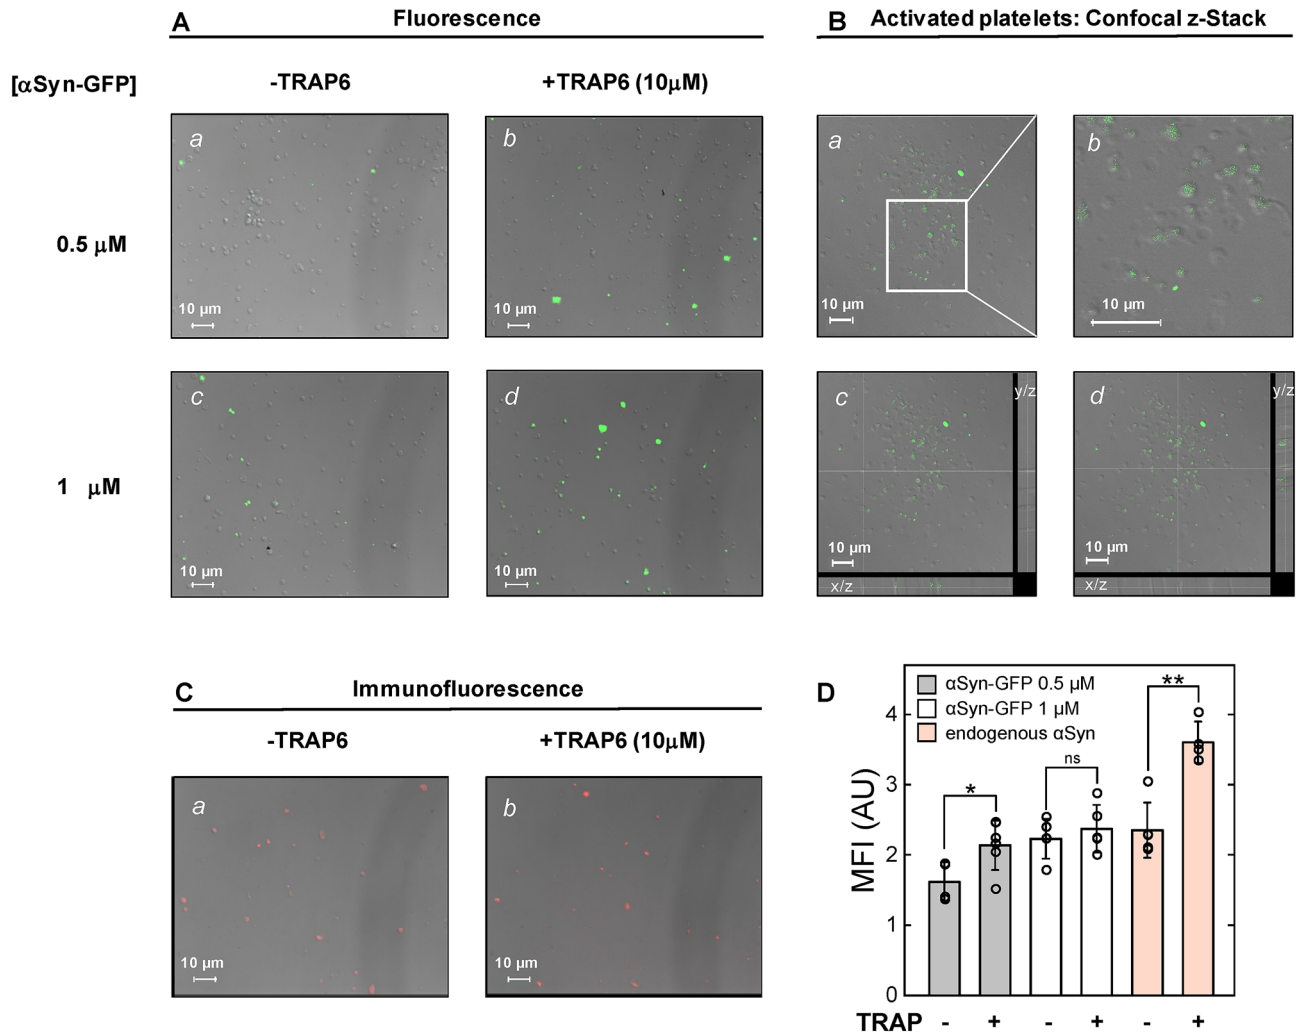 A Fluorescence
B Activated platelets: Confocal z-Stack
[αSyn-GFP] -TRAP6 +TRAP6 (10μM)
a
b
a
b
0.5 μM
10 μm
10 μm
10 μm
10 μm
c
d
c
y/z
d
y/z
1 μM
10 μm
10 μm
10 μm
10 μm
x/z
x/z
C Immunofluorescence
-TRAP6 +TRAP6 (10μM)
a
b
10 μm
10 μm
D
αSyn-GFP 0.5 μM
αSyn-GFP 1 μM
endogenous αSyn
**
ns
*
MFI (AU)
4
3
2
1
0
TRAP - + - + - +